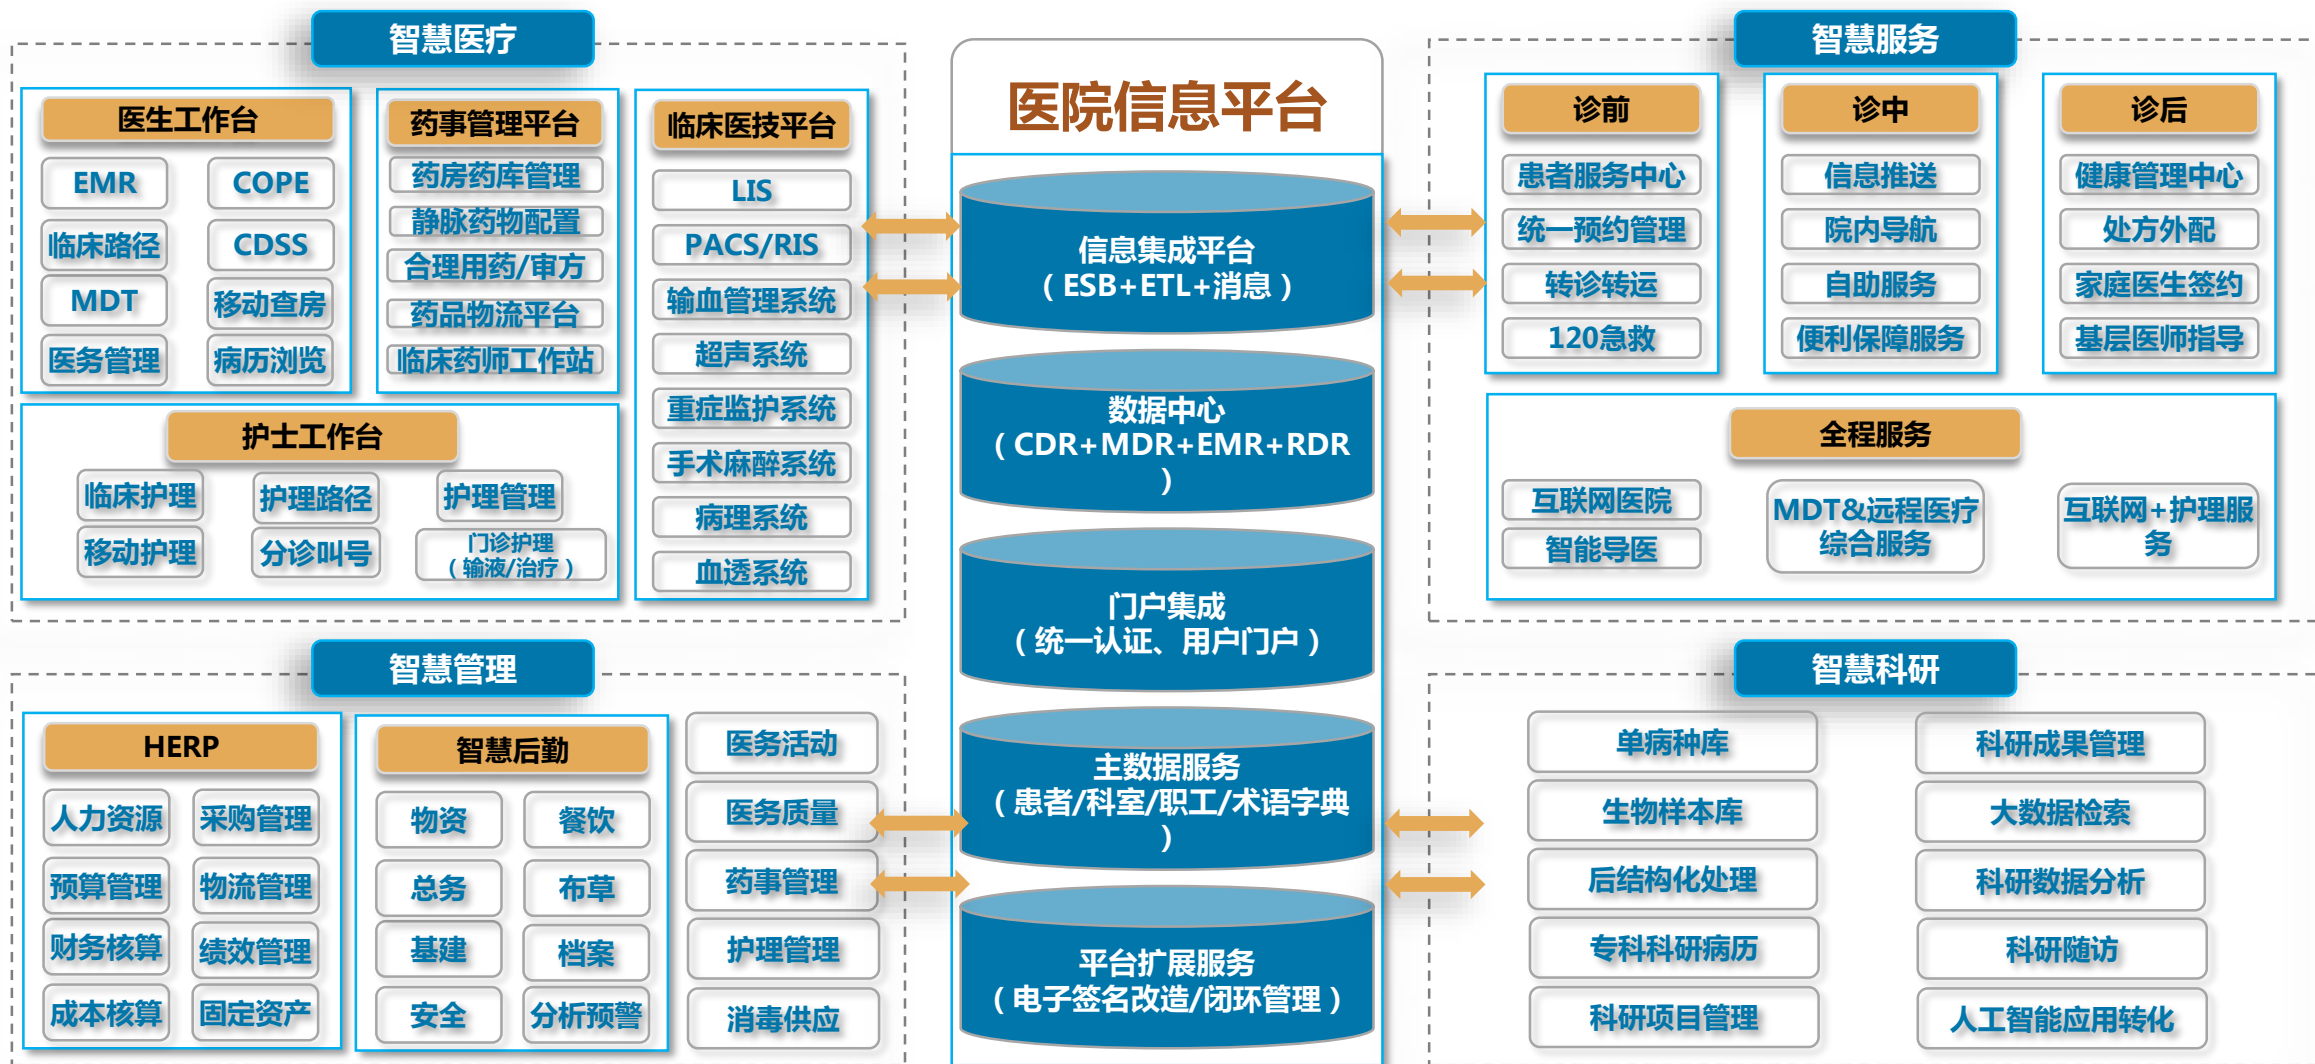 智慧医疗
医生工作台
EMR
COPE
临床路径
CDSS
MDT
移动查房
医务管理
病历浏览
药事管理平台
药房药库管理
静脉药物配置
合理用药/审方
药品物流平台
临床药师工作站
临床医技平台
LIS
PACS/RIS
输血管理系统
超声系统
重症监护系统
手术麻醉系统
病理系统
血透系统
护士工作台
临床护理
护理路径
护理管理
移动护理
分诊叫号
门诊护理
（输液/治疗）
医院信息平台
信息集成平台
（ESB+ETL+消息）
数据中心
（CDR+MDR+EMR+RDR
）
门户集成
（统一认证、用户门户）
主数据服务
（患者/科室/职工/术语字典
）
平台扩展服务
（电子签名改造/闭环管理）
智慧服务
诊前
患者服务中心
统一预约管理
转诊转运
120急救
诊中
信息推送
院内导航
自助服务
便利保障服务
诊后
健康管理中心
处方外配
家庭医生签约
基层医师指导
全程服务
互联网医院
智能导医
MDT&远程医疗
综合服务
互联网+护理服
务
智慧管理
HERP
人力资源
采购管理
预算管理
物流管理
财务核算
绩效管理
成本核算
固定资产
智慧后勤
物资
餐饮
总务
布草
基建
档案
安全
分析预警
医务活动
医务质量
药事管理
护理管理
消毒供应
智慧科研
单病种库
科研成果管理
生物样本库
大数据检索
后结构化处理
科研数据分析
专科科研病历
科研随访
科研项目管理
人工智能应用转化